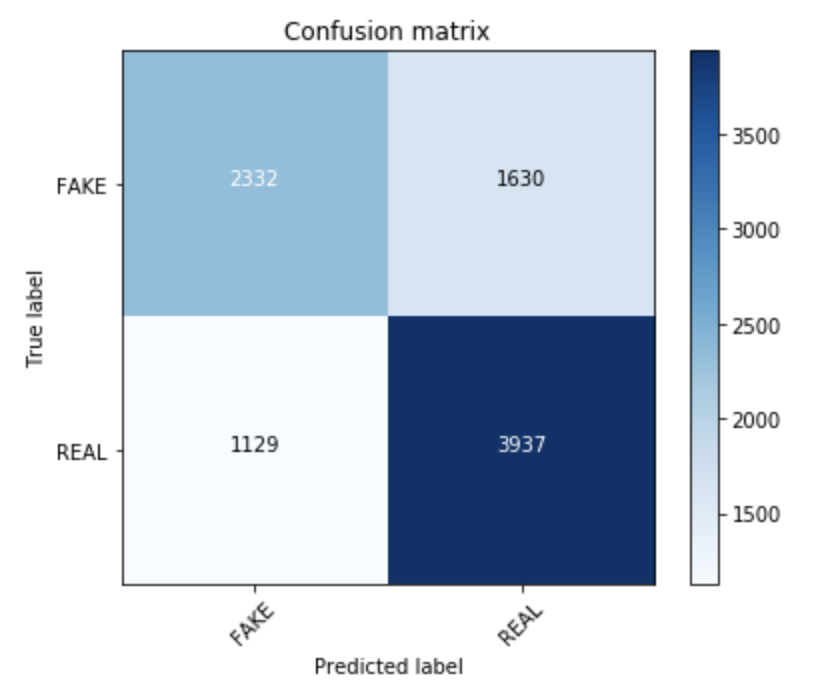 Confusion matrix
2332 1630
FAKE
1129 3937
REAL
True label
FAKE REAL
Predicted label
3500
3000
2500
2000
1500